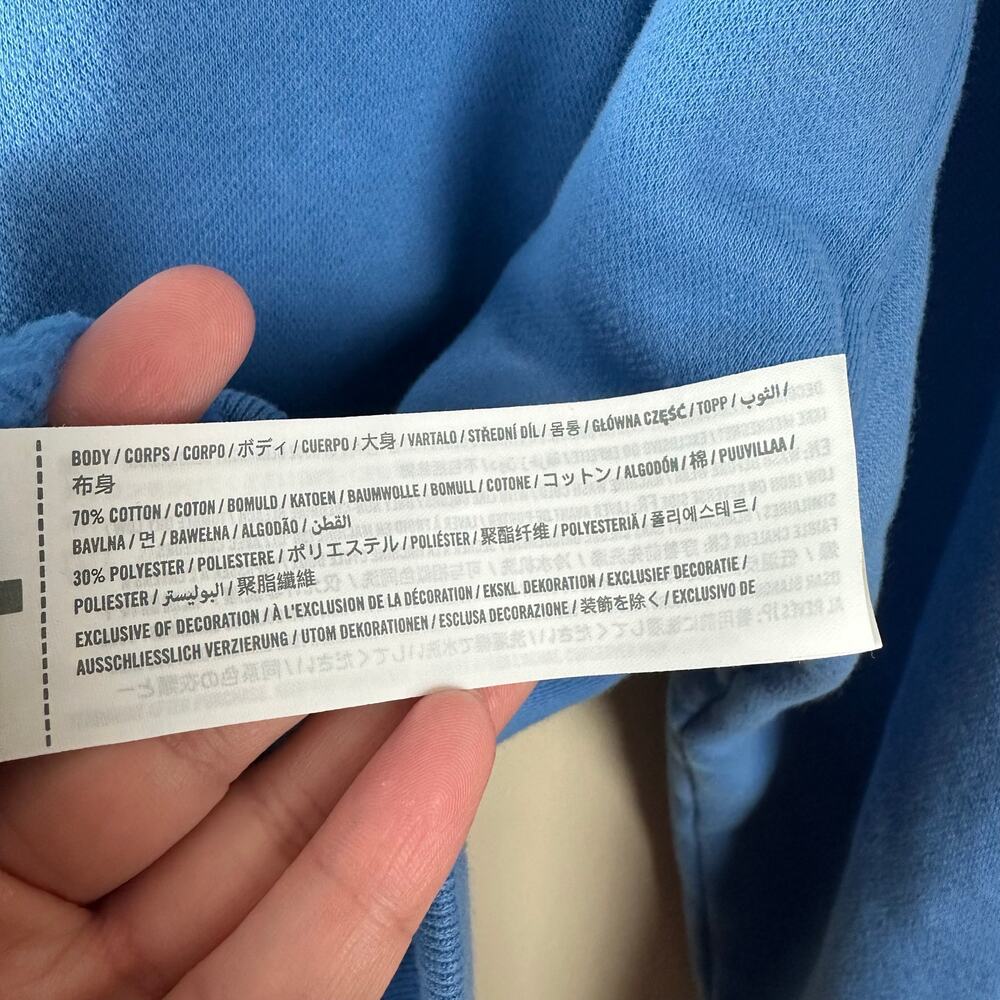 BODY / CORPS / CORPO / ボディ / CUERPO / 大身 / VARTALO / STŘEDNÍ DÍL / 몸통 / GŁÓWNA CZĘŚĆ / TOPP / الثوب /
布身
70% COTTON / COTON / BOMULD / KATOEN / BAUMWOLLE / BOMULL / COTONE / コットン / ALGODÓN / 棉 / PUUVILLAA /
BAVLNA / 면 / BAWEŁNA / ALGODÃO / القطن
30% POLYESTER / POLIESTERE / ポリエステル / POLIÉSTER / 聚酯纤维 / POLYESTERIÄ / 폴리에스테르 /
POLIESTER / البوليستر / 聚脂纖維
EXCLUSIVE OF DECORATION / À L'EXCLUSION DE LA DÉCORATION / EKSKL. DEKORATION / EXCLUSIEF DECORATIE /
AUSSCHLIESSLICH VERZIERUNG / UTOM DEKORATIONEN / ESCLUSA DECORAZIONE / 装飾を除く / EXCLUSIVO DE